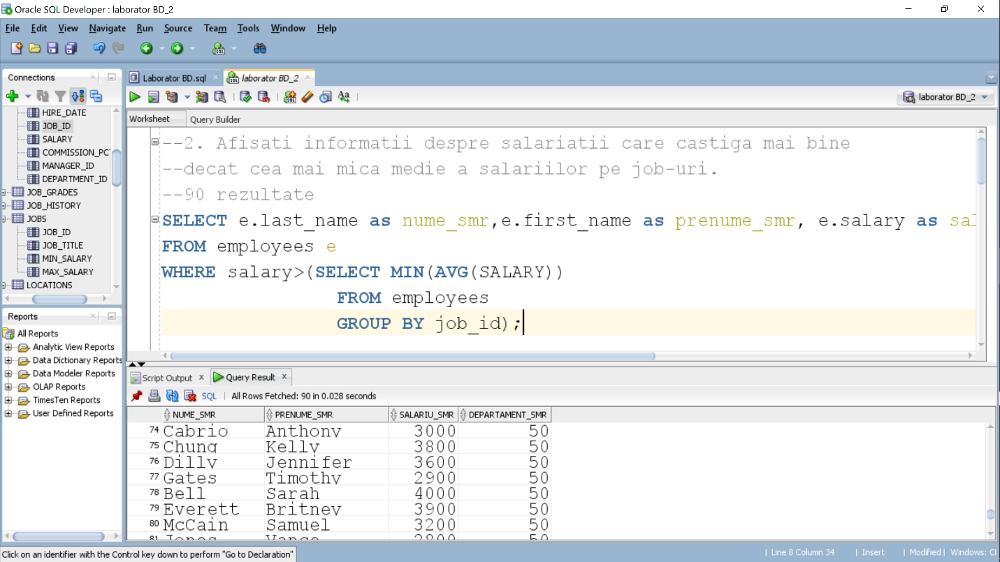 Oracle SQL Developer : laborator BD_2
File Edit View Navigate Run Source Team Tools Window Help
Connections
HIRE_DATE
JOB_ID
SALARY
COMMISSION_PC
MANAGER_ID
DEPARTMENT_ID
JOB_GRADES
JOB_HISTORY
JOBS
JOB_ID
JOB_TITLE
MIN_SALARY
MAX_SALARY
LOCATIONS
Reports
All Reports
Analytic View Reports
Data Dictionary Reports
Data Modeler Reports
OLAP Reports
TimesTen Reports
User Defined Reports
Laborator BD.sql laborator BD_2
laborator BD_2
Worksheet Query Builder
--2. Afisati informatii despre salariatii care castiga mai bine
--decat cea mai mica medie a salariilor pe job-uri.
--90 rezultate
SELECT e.last_name as nume_smr,e.first_name as prenume_smr, e.salary as sal
FROM employees e
WHERE salary>(SELECT MIN(AVG(SALARY))
FROM employees
GROUP BY job_id);
Script Output Query Result
SQL | All Rows Fetched: 90 in 0.028 seconds
NUME_SMR PRENUME_SMR SALARIU_SMR DEPARTAMENT_SMR
74 Cabrio Anthony 3000 50
75 Chung Kelly 3800 50
76 Dilly Jennifer 3600 50
77 Gates Timothy 2900 50
78 Bell Sarah 4000 50
79 Everett Britney 3900 50
80 McCain Samuel 3200 50
81 Jones Vance 2800 50
Click on an identifier with the Control key down to perform "Go to Declaration"
| Line 8 Column 34 | Insert | Modified | Windows: Cl